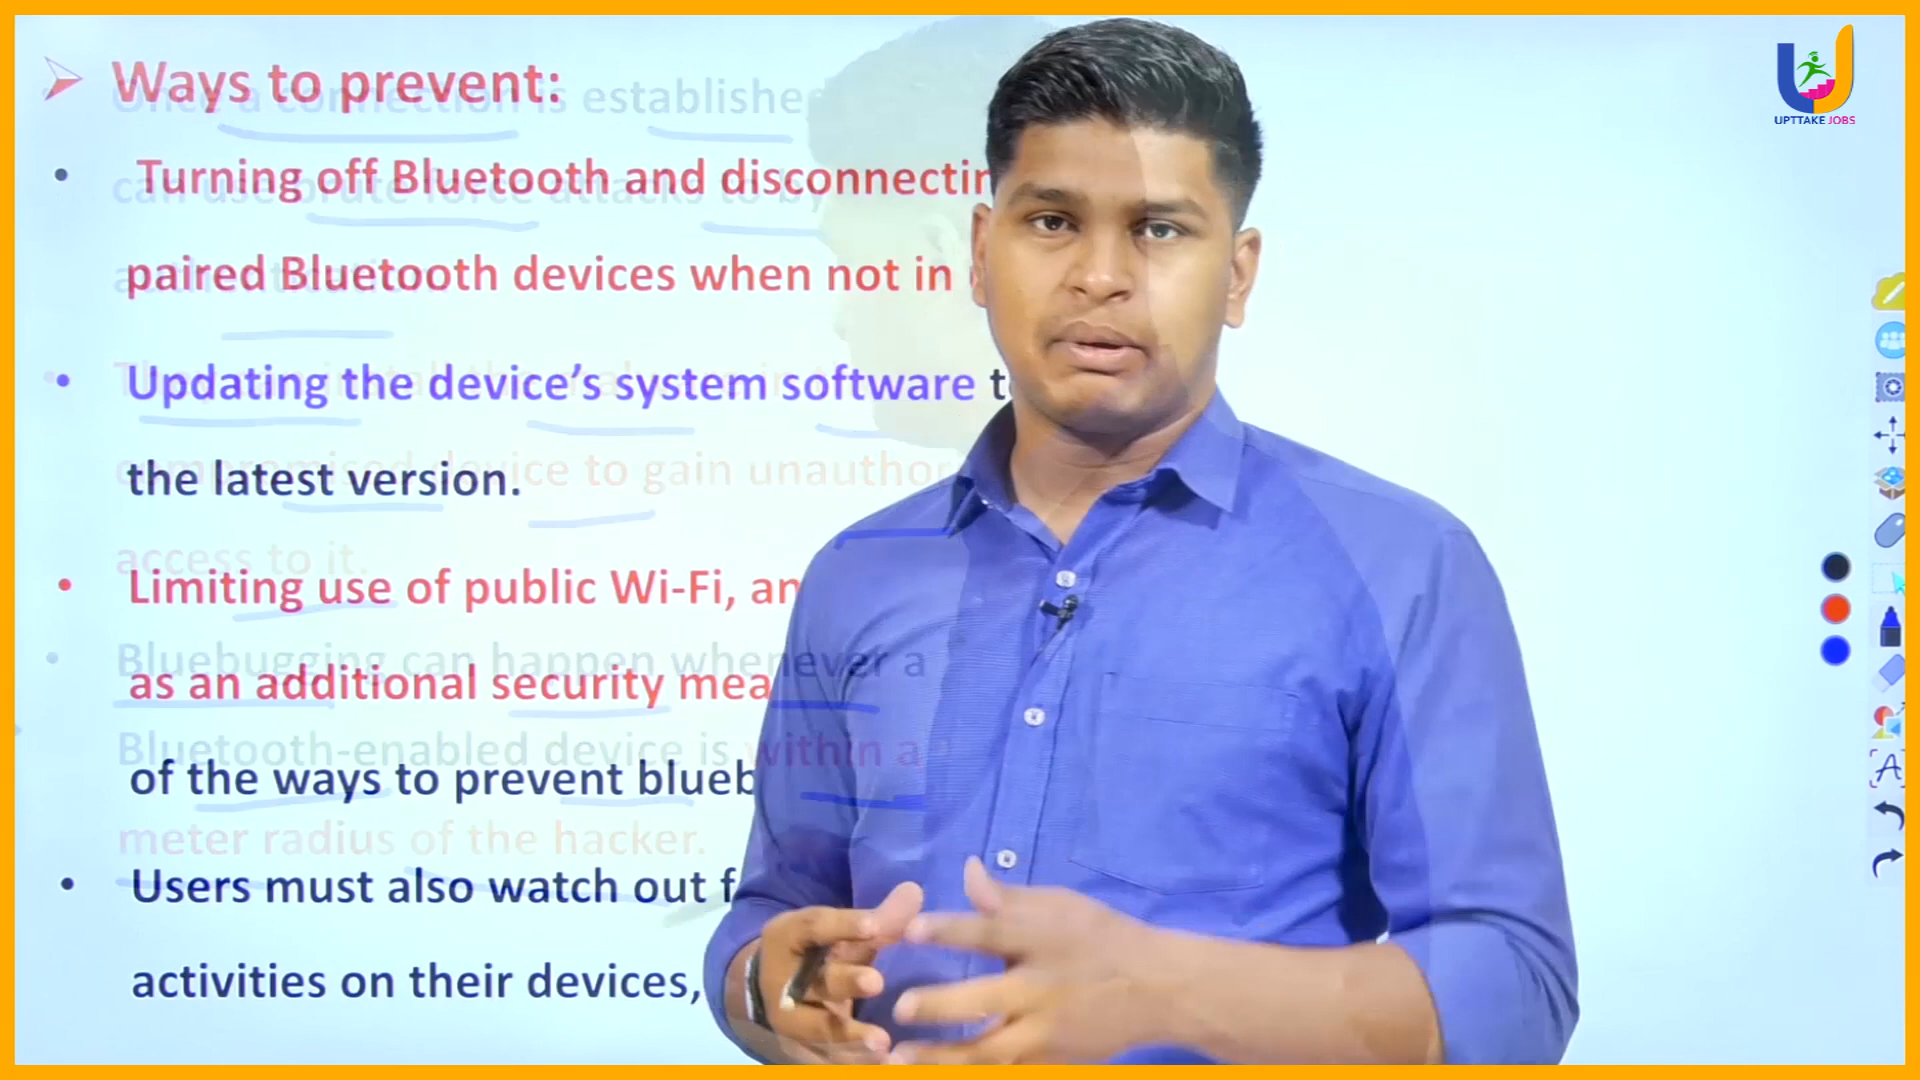 Ways to prevent:
Once a connection is established
Turning off Bluetooth and disconnectin
can use brute force attacks to by
paired Bluetooth devices when not in
authentication
Updating the device's system software t
the latest version.
compromised device to gain unauthor
access to it.
Limiting use of public Wi-Fi, an
Bluebugging can happen whenever a
as an additional security mea
Bluetooth-enabled device is within a
of the ways to prevent blueb
meter radius of the hacker.
Users must also watch out f
activities on their devices,
UPTTAKE JOBS